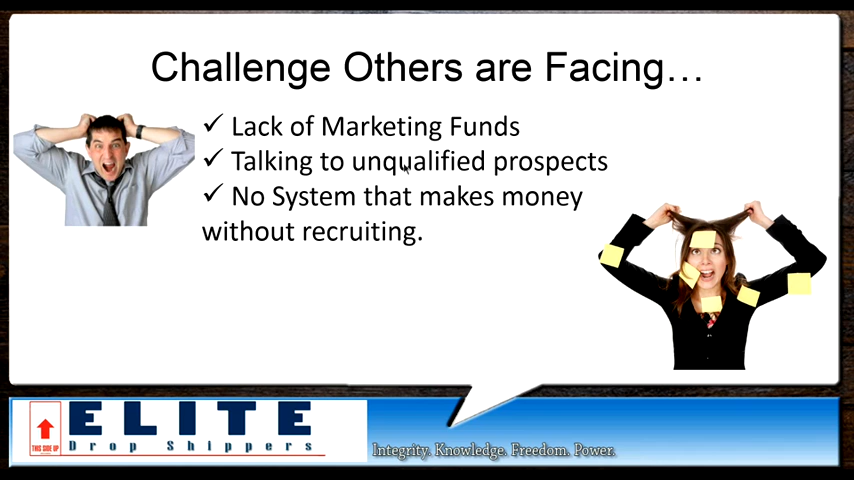 Challenge Others are Facing…
✓ Lack of Marketing Funds
✓ Talking to unqualified prospects
✓ No System that makes money
without recruiting.
THIS SIDE UP
ELITE
Drop Shippers
Integrity. Knowledge. Freedom. Power.